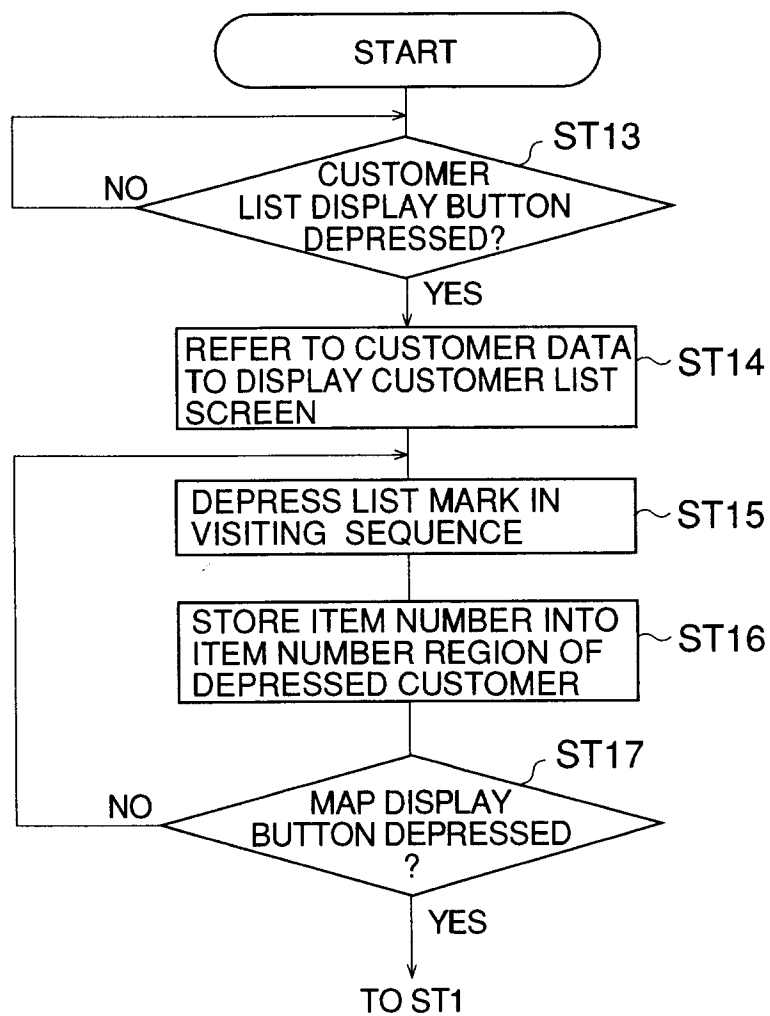 START
ST13
NO
CUSTOMER
LIST DISPLAY BUTTON
DEPRESSED?
YES
REFER TO CUSTOMER DATA
TO DISPLAY CUSTOMER LIST
SCREEN
ST14
DEPRESS LIST MARK IN
VISITING SEQUENCE
ST15
STORE ITEM NUMBER INTO
ITEM NUMBER REGION OF
DEPRESSED CUSTOMER
ST16
ST17
NO
MAP DISPLAY
BUTTON DEPRESSED
?
YES
TO ST1